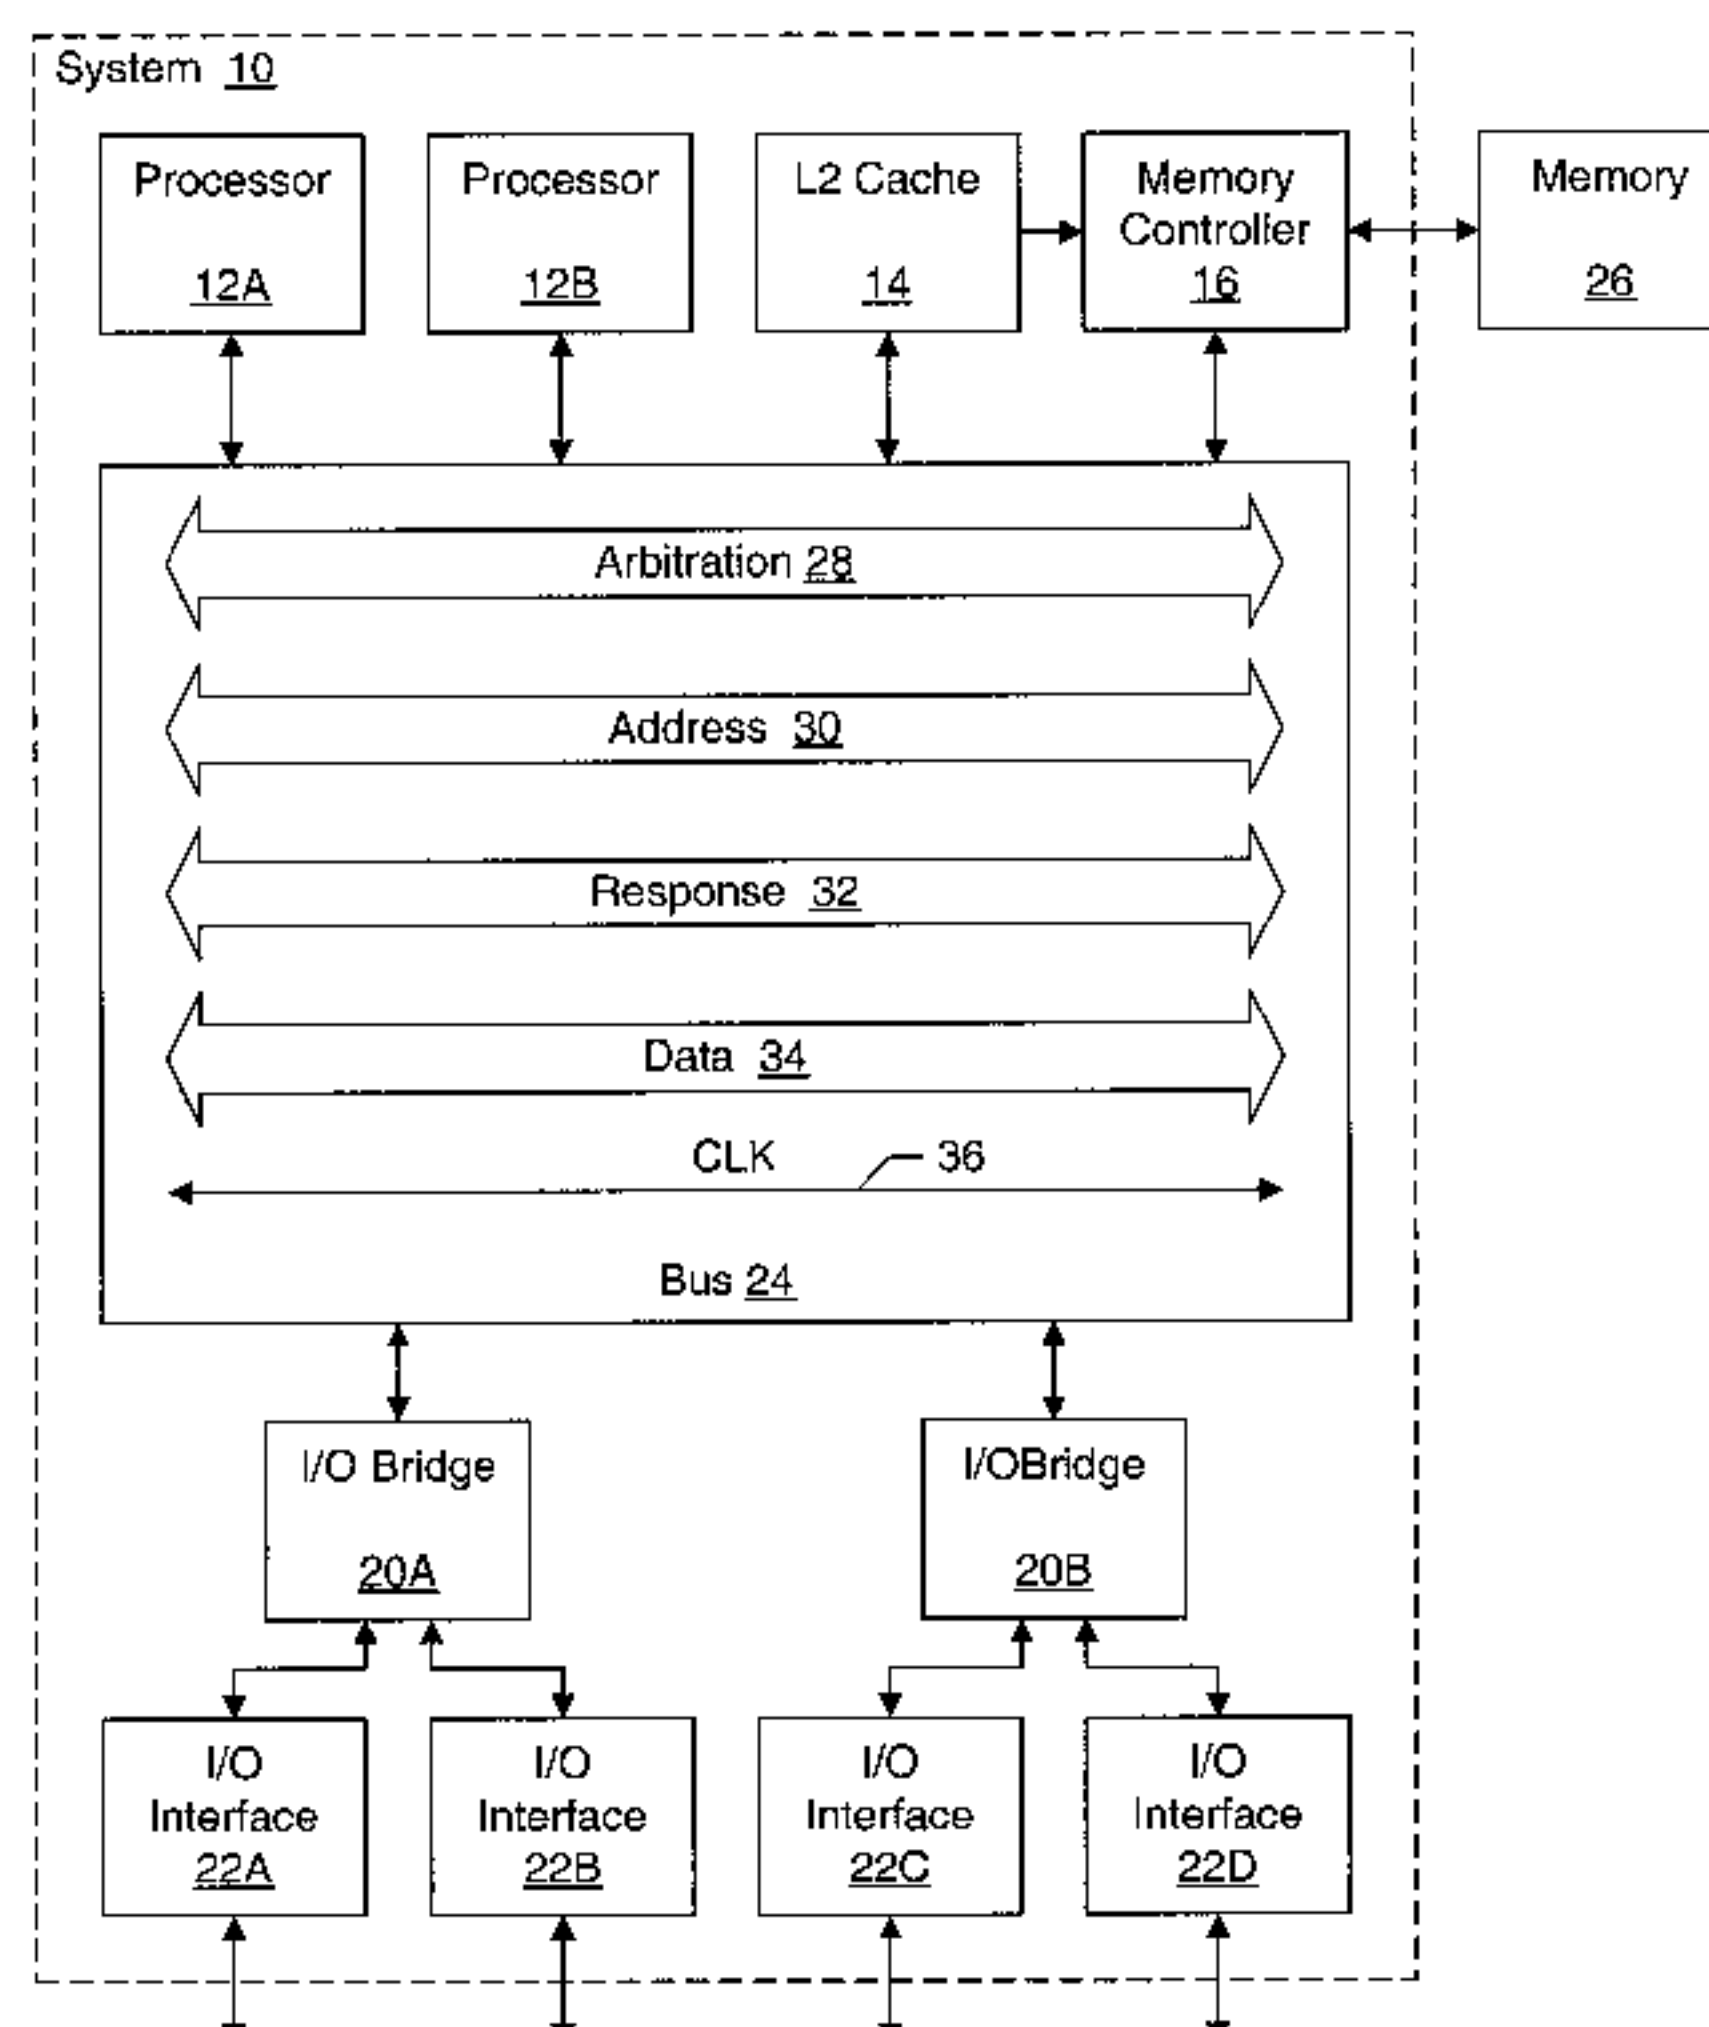 System 10
Processor
12A
Processor
12B
L2 Cache
14
Memory
Controller
16
Memory
26
Arbitration 28
Address 30
Response 32
Data 34
CLK
36
Bus 24
I/O Bridge
20A
I/OBridge
20B
I/O
Interface
22A
I/O
Interface
22B
I/O
Interface
22C
I/O
Interface
22D